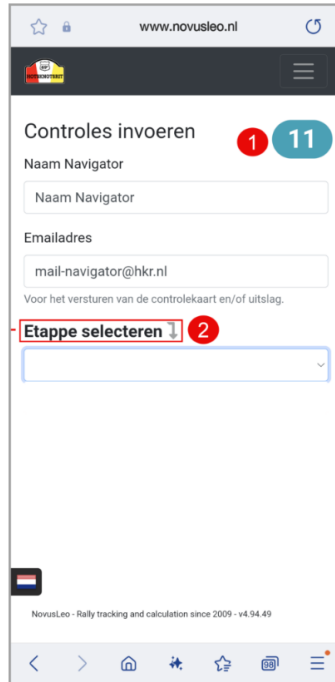 www.novusleo.nl
Controles invoeren
1
11
Naam Navigator
Naam Navigator
Emailadres
mail-navigator@hkr.nl
Voor het versturen van de controlekaart en/of uitslag.
Etappe selecteren
2
NovusLeo - Rally tracking and calculation since 2009 - v4.94.49
98